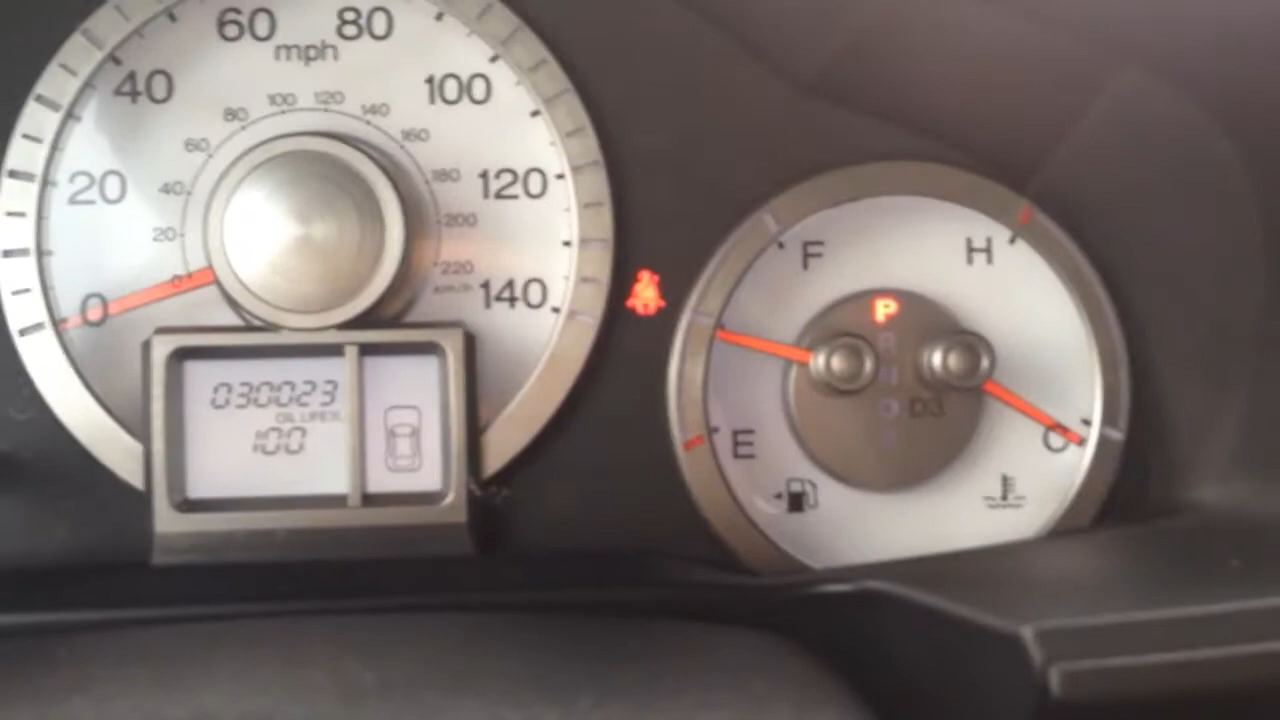 60 80
mph
40 100
80 100 120 140
60 160
20 40 180 120
20 200
0 220
km/h
0 140
030023
OIL LIFE%
100
F H
P
R
N
D D3
E C